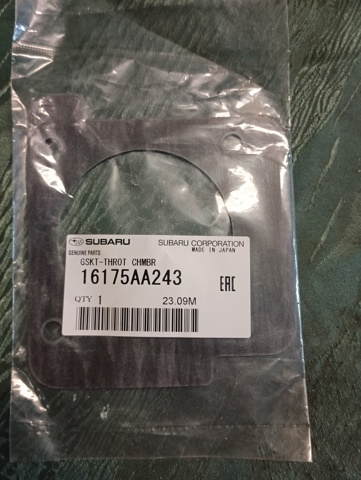 SUBARU SUBARU CORPORATION
GENUINE PARTS MADE IN JAPAN
GSKT-THROT CHMBR
16175AA243 EAC
QTY 1 23.09M